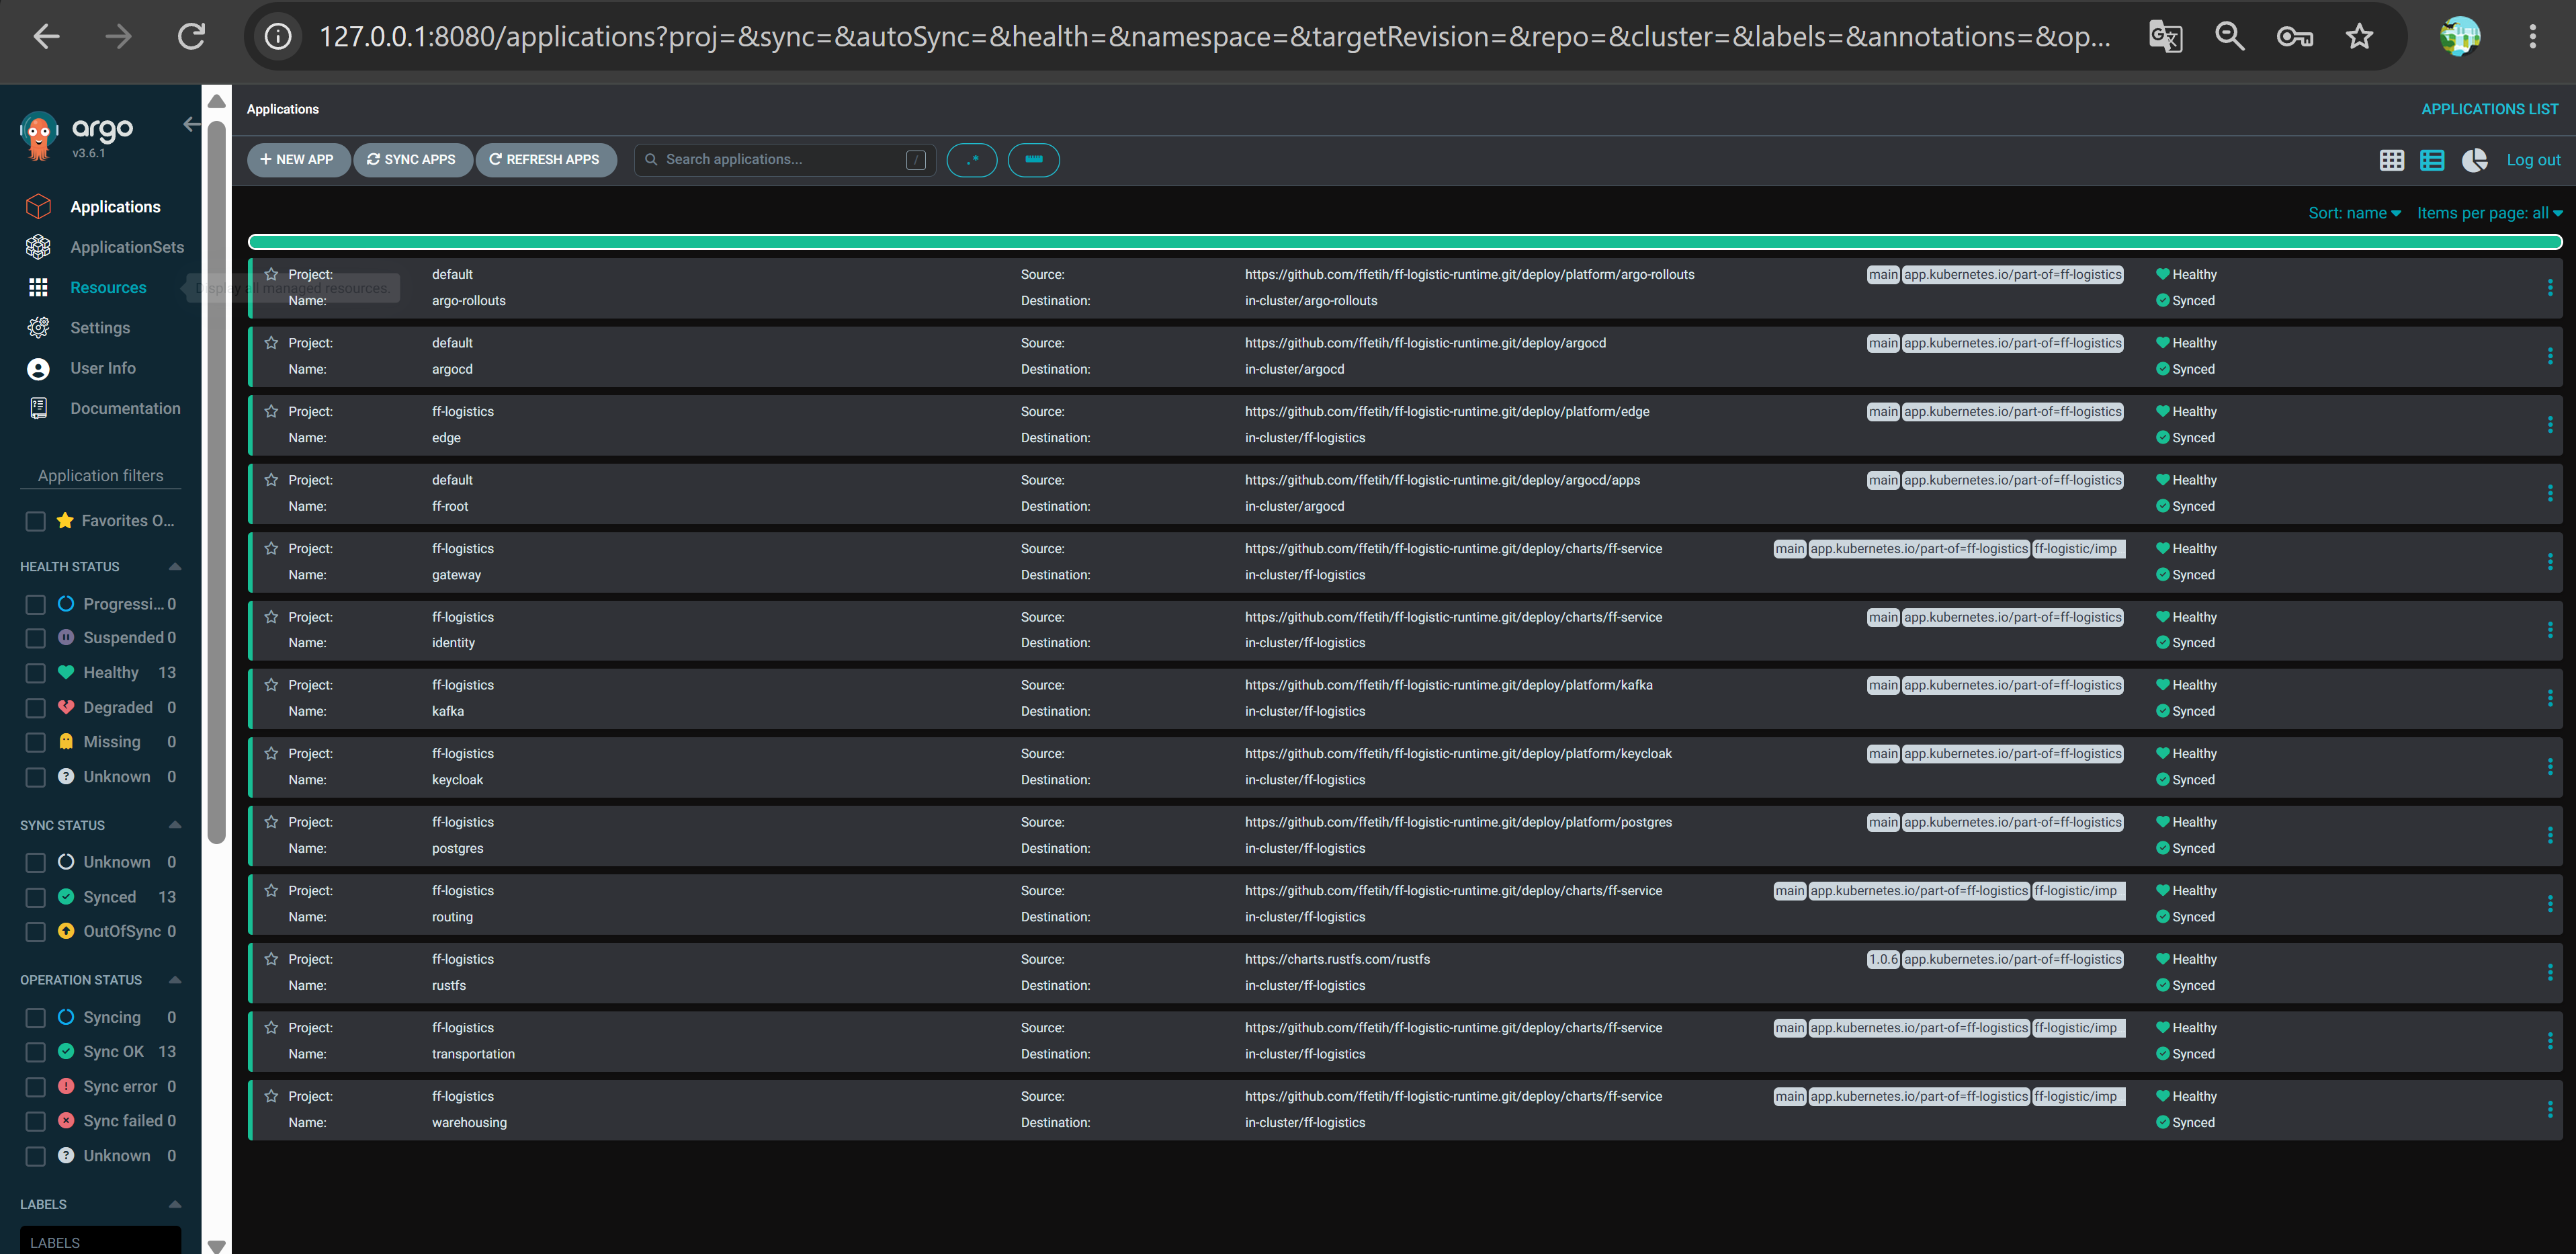 127.0.0.1:8080/applications?proj=&sync=&autoSync=&health=&namespace=&targetRevision=&repo=&cluster=&labels=&annotations=&op...
argo
v3.6.1
Applications
ApplicationSets
Resources
Settings
User Info
Documentation
Application filters
Favorites O...
HEALTH STATUS
Progressi... 0
Suspended 0
Healthy 13
Degraded 0
Missing 0
Unknown 0
SYNC STATUS
Unknown 0
Synced 13
OutOfSync 0
OPERATION STATUS
Syncing 0
Sync OK 13
Sync error 0
Sync failed 0
Unknown 0
LABELS
LABELS
Applications
APPLICATIONS LIST
NEW APP
SYNC APPS
REFRESH APPS
Search applications...
/
.*
Log out
Sort: name
Items per page: all
Display all managed resources.
Project: default Source: https://github.com/ffetih/ff-logistic-runtime.git/deploy/platform/argo-rollouts main app.kubernetes.io/part-of=ff-logistics Healthy
Name: argo-rollouts Destination: in-cluster/argo-rollouts Synced
Project: default Source: https://github.com/ffetih/ff-logistic-runtime.git/deploy/argocd main app.kubernetes.io/part-of=ff-logistics Healthy
Name: argocd Destination: in-cluster/argocd Synced
Project: ff-logistics Source: https://github.com/ffetih/ff-logistic-runtime.git/deploy/platform/edge main app.kubernetes.io/part-of=ff-logistics Healthy
Name: edge Destination: in-cluster/ff-logistics Synced
Project: default Source: https://github.com/ffetih/ff-logistic-runtime.git/deploy/argocd/apps main app.kubernetes.io/part-of=ff-logistics Healthy
Name: ff-root Destination: in-cluster/argocd Synced
Project: ff-logistics Source: https://github.com/ffetih/ff-logistic-runtime.git/deploy/charts/ff-service main app.kubernetes.io/part-of=ff-logistics ff-logistic/imp Healthy
Name: gateway Destination: in-cluster/ff-logistics Synced
Project: ff-logistics Source: https://github.com/ffetih/ff-logistic-runtime.git/deploy/charts/ff-service main app.kubernetes.io/part-of=ff-logistics Healthy
Name: identity Destination: in-cluster/ff-logistics Synced
Project: ff-logistics Source: https://github.com/ffetih/ff-logistic-runtime.git/deploy/platform/kafka main app.kubernetes.io/part-of=ff-logistics Healthy
Name: kafka Destination: in-cluster/ff-logistics Synced
Project: ff-logistics Source: https://github.com/ffetih/ff-logistic-runtime.git/deploy/platform/keycloak main app.kubernetes.io/part-of=ff-logistics Healthy
Name: keycloak Destination: in-cluster/ff-logistics Synced
Project: ff-logistics Source: https://github.com/ffetih/ff-logistic-runtime.git/deploy/platform/postgres main app.kubernetes.io/part-of=ff-logistics Healthy
Name: postgres Destination: in-cluster/ff-logistics Synced
Project: ff-logistics Source: https://github.com/ffetih/ff-logistic-runtime.git/deploy/charts/ff-service main app.kubernetes.io/part-of=ff-logistics ff-logistic/imp Healthy
Name: routing Destination: in-cluster/ff-logistics Synced
Project: ff-logistics Source: https://charts.rustfs.com/rustfs 1.0.6 app.kubernetes.io/part-of=ff-logistics Healthy
Name: rustfs Destination: in-cluster/ff-logistics Synced
Project: ff-logistics Source: https://github.com/ffetih/ff-logistic-runtime.git/deploy/charts/ff-service main app.kubernetes.io/part-of=ff-logistics ff-logistic/imp Healthy
Name: transportation Destination: in-cluster/ff-logistics Synced
Project: ff-logistics Source: https://github.com/ffetih/ff-logistic-runtime.git/deploy/charts/ff-service main app.kubernetes.io/part-of=ff-logistics ff-logistic/imp Healthy
Name: warehousing Destination: in-cluster/ff-logistics Synced